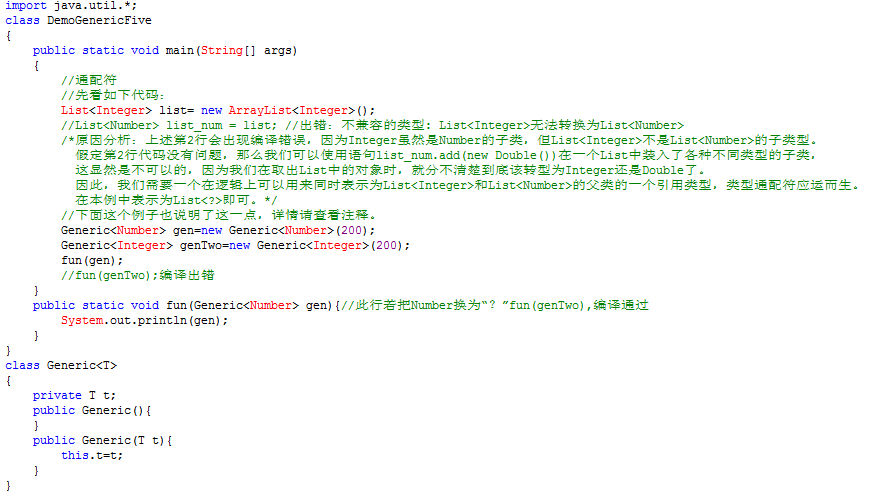 import java.util.*;
class DemoGenericFive
{
    public static void main(String[] args)
    {
        //通配符
        //先看如下代码：
        List<Integer> list= new ArrayList<Integer>();
        //List<Number> list_num = list; //出错：不兼容的类型：List<Integer>无法转换为List<Number>
        /*原因分析：上述第2行会出现编译错误，因为Integer虽然是Number的子类，但List<Integer>不是List<Number>的子类型。
          假定第2行代码没有问题，那么我们可以使用语句list_num.add(new Double())在一个List中装入了各种不同类型的子类，
          这显然是不可以的，因为我们在取出List中的对象时，就分不清楚到底该转型为Integer还是Double了。
          因此，我们需要一个在逻辑上可以用来同时表示为List<Integer>和List<Number>的父类的一个引用类型，类型通配符应运而生。
          在本例中表示为List<?>即可。*/
        //下面这个例子也说明了这一点，详情请查看注释。
        Generic<Number> gen=new Generic<Number>(200);
        Generic<Integer> genTwo=new Generic<Integer>(200);
        fun(gen);
        //fun(genTwo);编译出错
    }
    public static void fun(Generic<Number> gen){//此行若把Number换为“？”fun(genTwo),编译通过
        System.out.println(gen);
    }
}
class Generic<T>
{
    private T t;
    public Generic(){
    }
    public Generic(T t){
        this.t=t;
    }
}